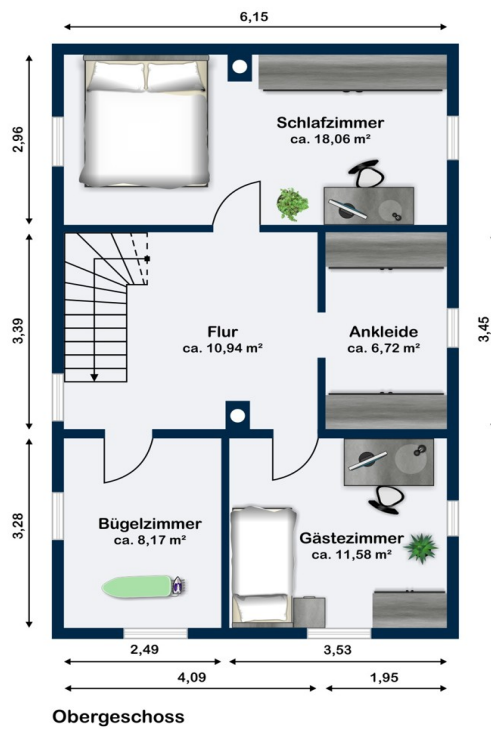 6,15
2,96
Schlafzimmer
ca. 18,06 m²
3,39
Flur
ca. 10,94 m²
Ankleide
ca. 6,72 m²
3,45
3,28
Bügelzimmer
ca. 8,17 m²
Gästezimmer
ca. 11,58 m²
2,49
3,53
4,09
1,95
Obergeschoss